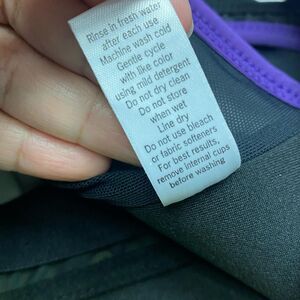 Rinse in fresh water
after each use
Machine wash cold
Gentle cycle
with like color
using mild detergent
Do not dry clean
Do not store
when wet
Line dry
Do not use bleach
or fabric softeners
For best results,
remove internal cups
before washing